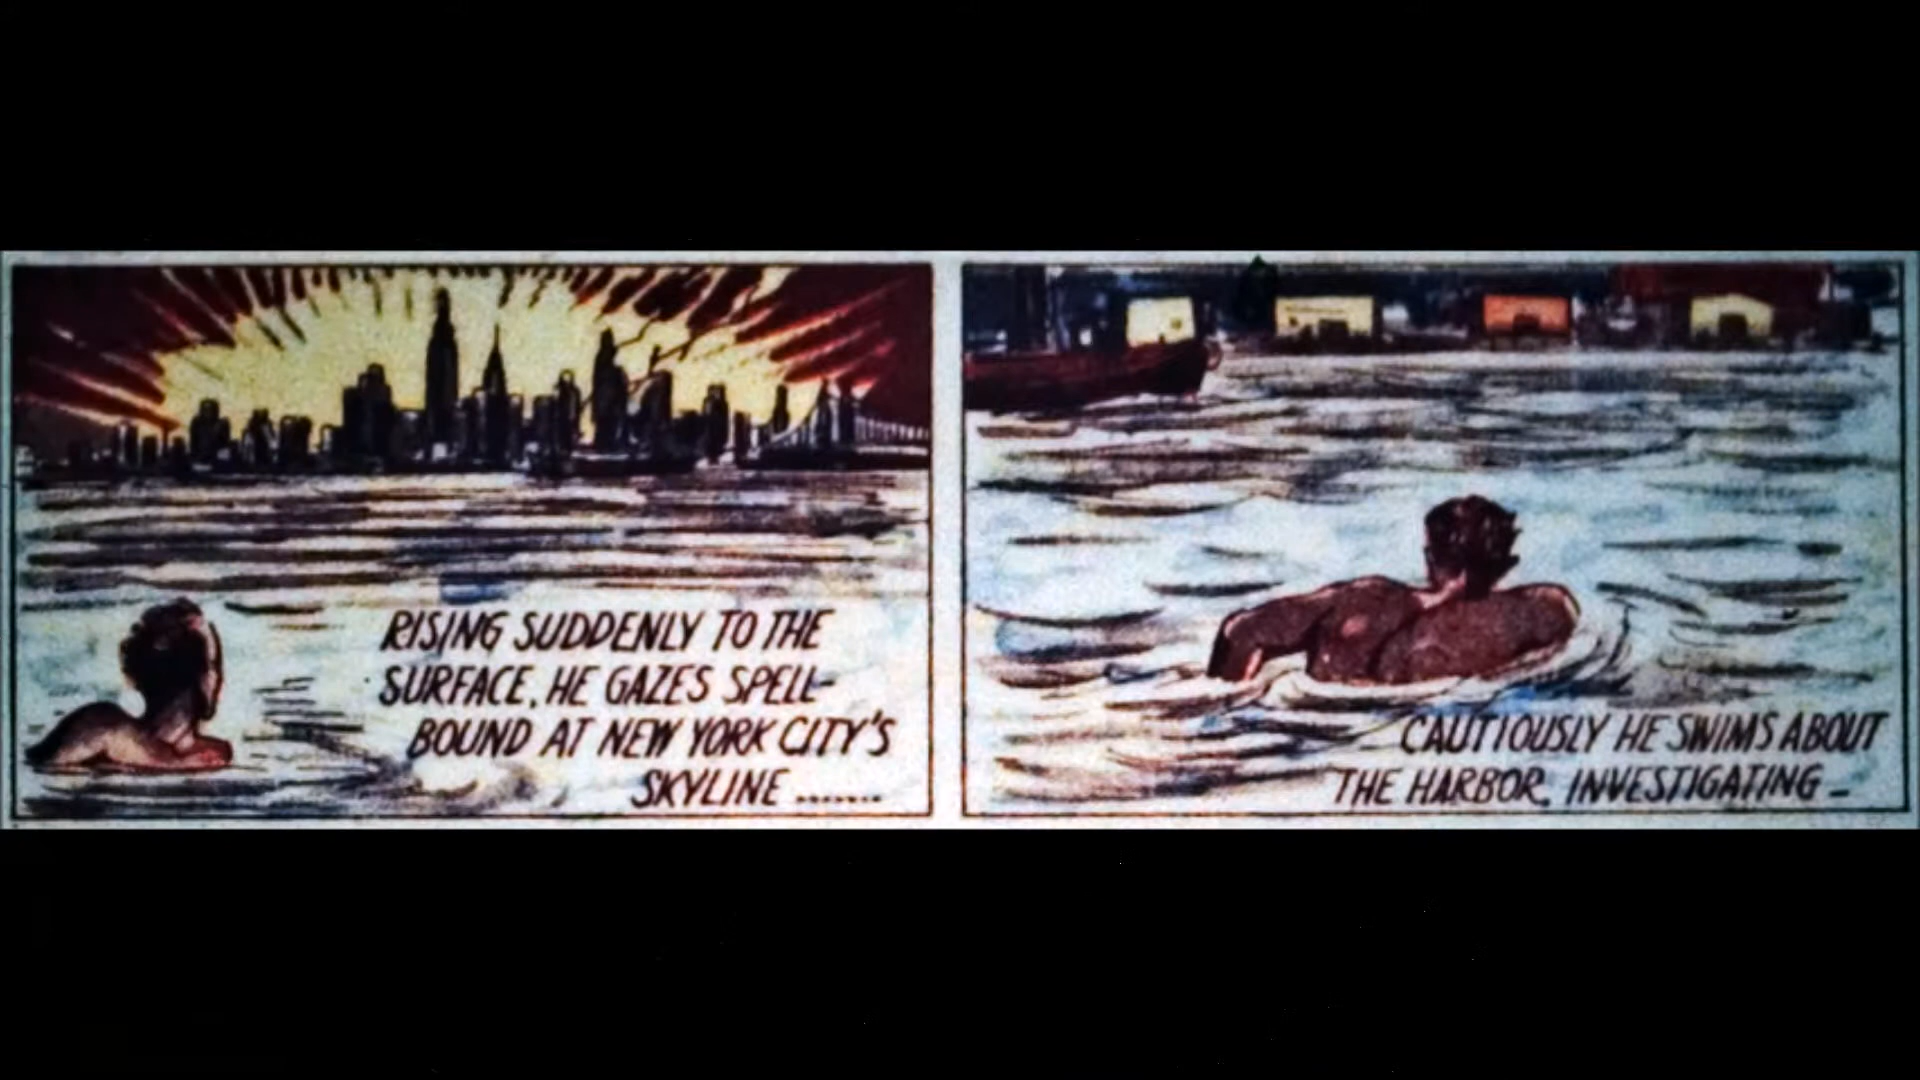 RISING SUDDENLY TO THE
SURFACE, HE GAZES SPELL-
BOUND AT NEW YORK CITY'S
SKYLINE .......
CAUTIOUSLY HE SWIMS ABOUT
THE HARBOR, INVESTIGATING –